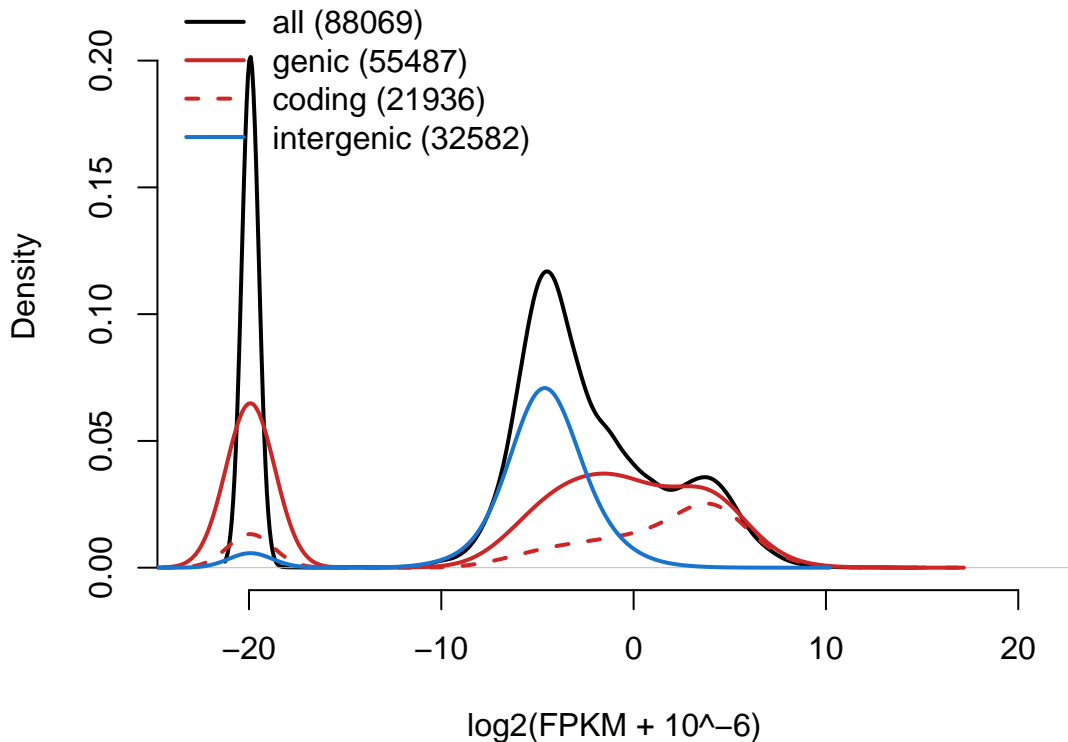 all (88069)
genic (55487)
coding (21936)
intergenic (32582)
Density
0.20
0.15
0.10
0.05
0.00
−20
−10
0
10
20
log2(FPKM + 10^−6)